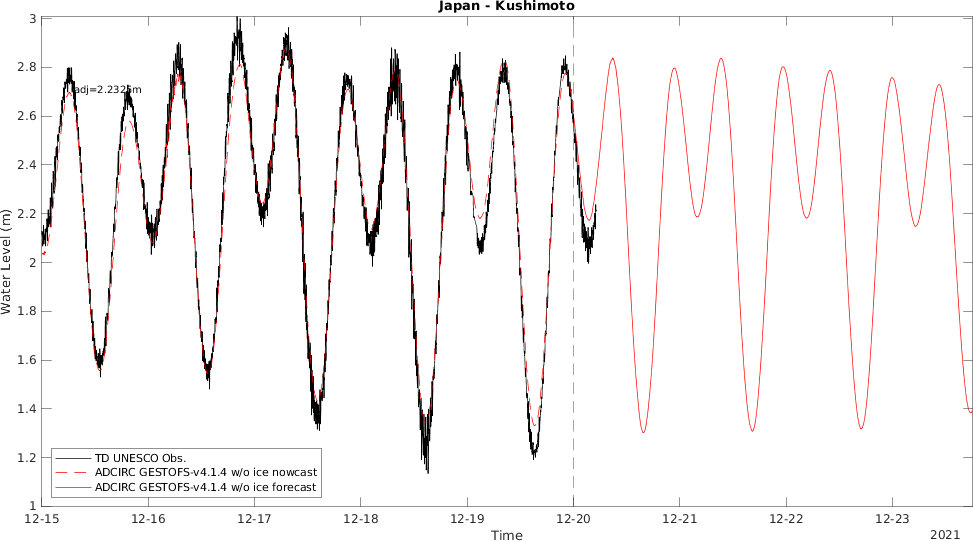 Japan - Kushimoto
adj=2.2325m
Water Level (m)
3
2.8
2.6
2.4
2.2
2
1.8
1.6
1.4
1.2
1
TD UNESCO Obs.
ADCIRC GESTOFS-v4.1.4 w/o ice nowcast
ADCIRC GESTOFS-v4.1.4 w/o ice forecast
12-15 12-16 12-17 12-18 12-19 12-20 12-21 12-22 12-23
Time
2021